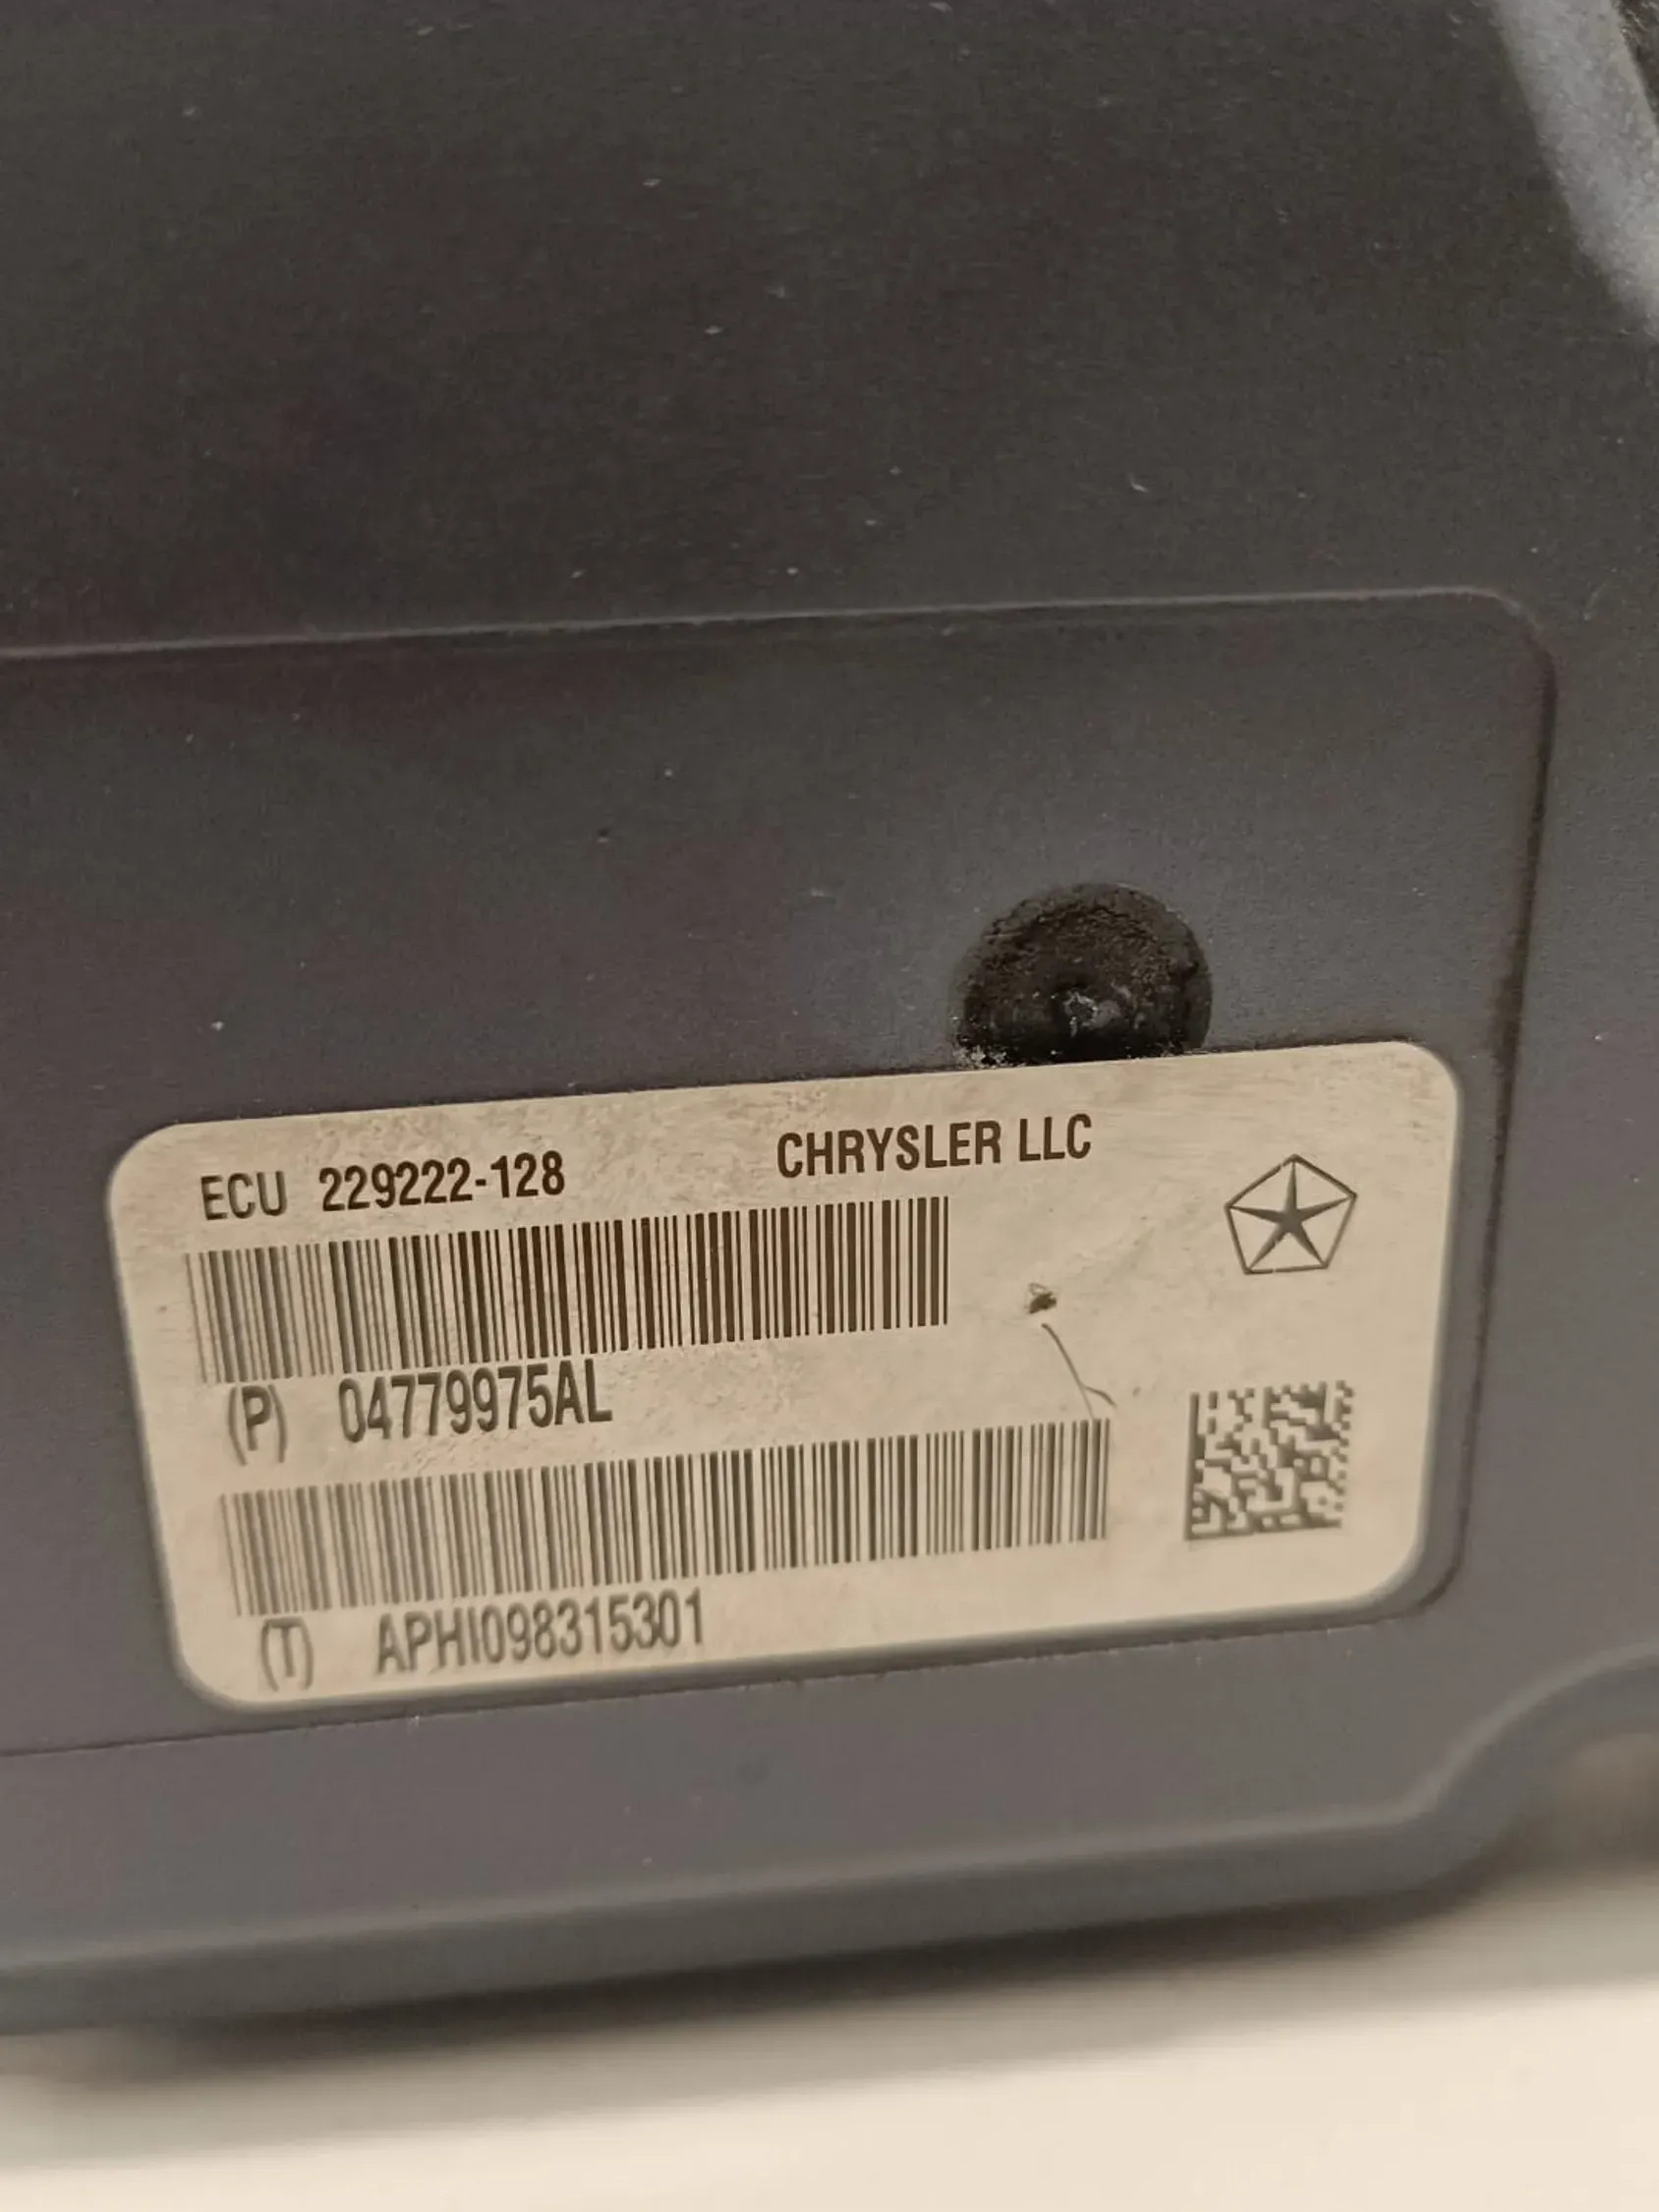 ECU 229222-128 CHRYSLER LLC
(P) 04779975AL
(T) APHI098315301